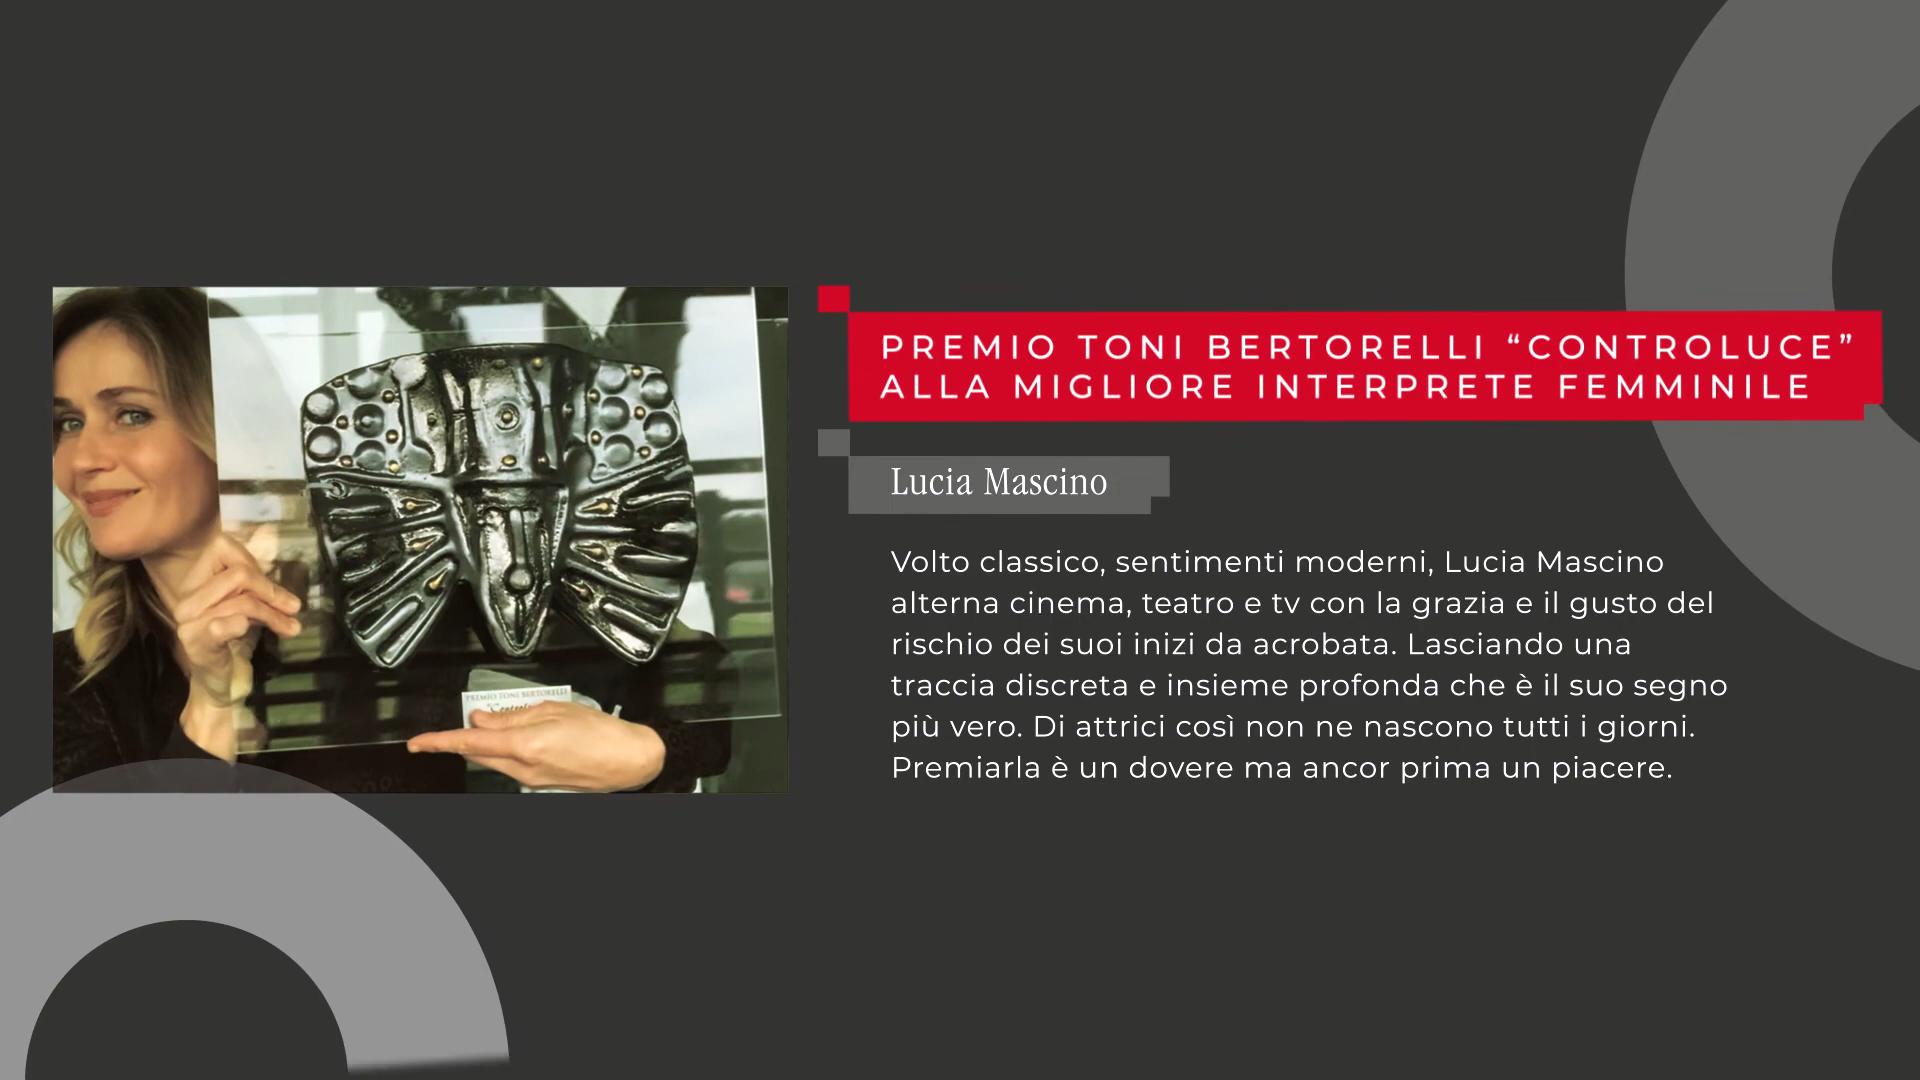 PREMIO TONI BERTORELLI “CONTROLUCE”
ALLA MIGLIORE INTERPRETE FEMMINILE
Lucia Mascino
Volto classico, sentimenti moderni, Lucia Mascino
alterna cinema, teatro e tv con la grazia e il gusto del
rischio dei suoi inizi da acrobata. Lasciando una
traccia discreta e insieme profonda che è il suo segno
più vero. Di attrici così non ne nascono tutti i giorni.
Premiarla è un dovere ma ancor prima un piacere.
PREMIO TONI BERTORELLI